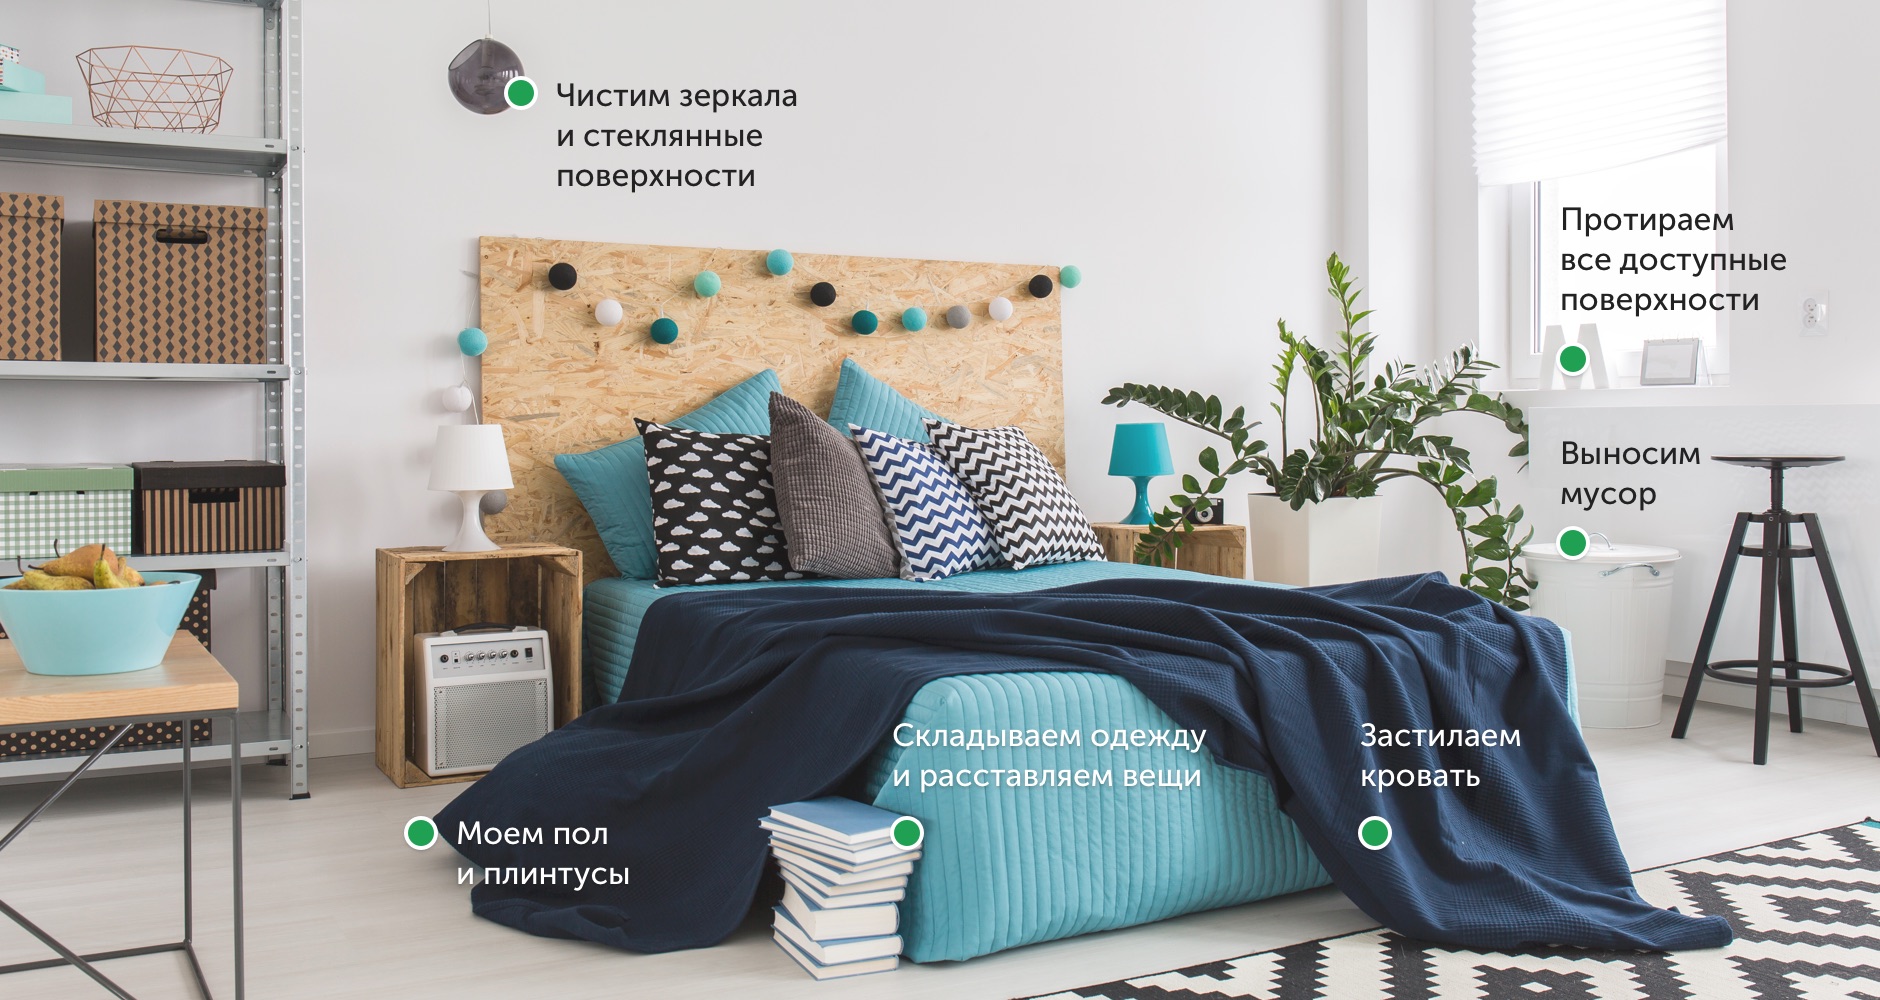 Чистим зеркала
и стеклянные
поверхности
Протираем
все доступные
поверхности
Выносим
мусор
Складываем одежду
и расставляем вещи
Застилаем
кровать
Моем пол
и плинтусы